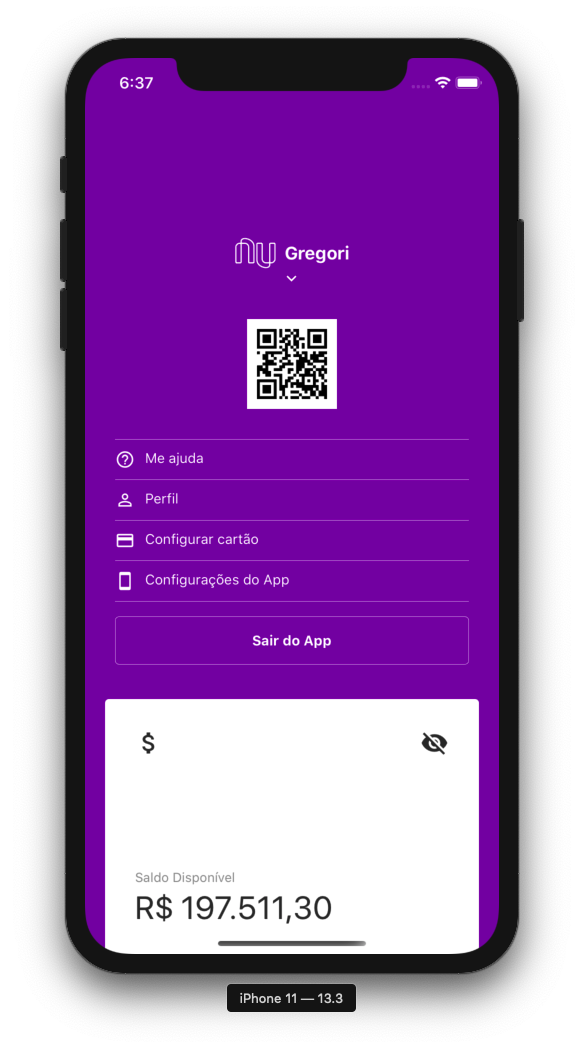 6:37
nu Gregori
Me ajuda
Perfil
Configurar cartão
Configurações do App
Sair do App
$
Saldo Disponível
R$ 197.511,30
iPhone 11 — 13.3